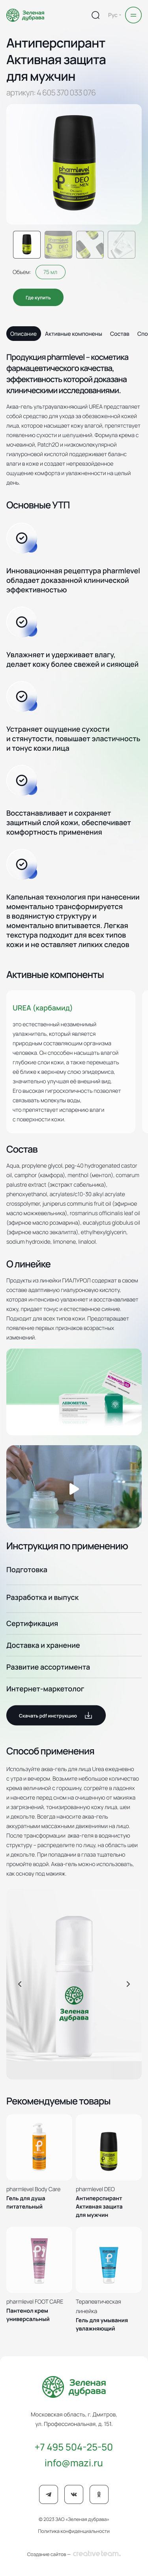 Зеленая
дубрава
Рус
Антиперспирант
Активная защита
для мужчин
артикул: 4 605 370 033 076
pharmlevel
DEO
MEN
Объем:
75 мл
Где купить
Описание
Активные компоненты
Состав
Спо
Продукция pharmlevel – косметика
фармацевтического качества,
эффективность которой доказана
клиническими исследованиями.
Аква-гель ультраувлажняющий UREA представляет
собой средство для ухода за обезвоженной кожей
лица, которое насыщает кожу влагой, препятствует
появлению сухости и шелушения. Формула крема с
мочевиной, Patch2O и низкомолекулярной
гиалуроновой кислотой поддерживает баланс
влаги в коже и создает непревзойденное
ощущение комфорта и увлажненности на целый
день.
Основные УТП
Инновационная рецептура pharmlevel
обладает доказанной клинической
эффективностью
Увлажняет и удерживает влагу,
делает кожу более свежей и сияющей
Устраняет ощущение сухости
и стянутости, повышает эластичность
и тонус кожи лица
Восстанавливает и сохраняет
защитный слой кожи, обеспечивает
комфортность применения
Капельная технология при нанесении
моментально трансформируется
в водянистую структуру и
моментально впитывается. Легкая
текстура подходит для всех типов
кожи и не оставляет липких следов
Активные компоненты
UREA (карбамид)
это естественный незаменимый
увлажнитель, который является
природным составляющим организма
человека. Он способен насыщать влагой
глубокие слои кожи, а также перемещать
её ближе к верхнему слою эпидермиса,
значительно улучшая её внешний вид.
Его высокая гигроскопичность позволяет
связывать молекулы воды,
что препятствует испарению влаги
с поверхности кожи.
Состав
Aqua, propylene glycol, peg-40 hydrogenated castor
oil, camphor (камфора), menthol (ментол), conarum
palustre extract (экстракт сабельника),
phenoxyethanol, acrylates/c10-30 alkyl acrylate
crosspolymer, juniperus communis fruit oil (эфирное
масло можжевельника), rosmarinus officinalis leaf oil
(эфирное масло розмарина), eucalyptus globulus oil
(эфирное масло эвкалипта), ethylhexylglycerin,
sodium hydroxide, limonene, linalool.
О линейке
Продукты из линейки ГИАЛУРОЛ содержат в своем
составе адаптивную гиалуроновую кислоту,
которая интенсивно увлажняет и восстанавливает
кожу, придает тонус и естественное сияние.
Подходит для всех типов кожи. Предотвращает
появление первых признаков возрастных
изменений.
Инструкция по применению
Подготовка
Разработка и выпуск
Сертификация
Доставка и хранение
Развитие ассортимента
Интернет-маркетолог
Скачать pdf инструкцию
Способ применения
Используйте аква-гель для лица Urea ежедневно
с утра и вечером. Возьмите небольшое количество
крема величиной с горошину, согрейте в ладонях
и нанесите перед сном на очищенную от макияжа
и загрязнений, тонизированную кожу лица, шеи
и декольте. Всегда наносите аква-гель
аккуратными массажными движениями на лицо.
После трансформации аква-геля в водянистую
структуру – распределите по лицу, на область шеи
и декольте. При попадании в глаза тщательно
промойте водой. Аква-гель можно использовать,
как основу под макияж.
Зеленая
дубрава
Рекомендуемые товары
pharmlevel Body Care
Гель для душа
питательный
pharmlevel DEO
Антиперспирант
Активная защита
для мужчин
pharmlevel FOOT CARE
Пантенол крем
универсальный
Терапевтическая
линейка
Гель для умывания
увлажняющий
Зеленая
дубрава
Московская область, г. Дмитров,
ул. Профессиональная, д. 151.
+7 495 504-25-50
info@mazi.ru
© 2023 ЗАО «Зеленая дубрава»
Политика конфиденциальности
Создание сайтов — creativeteam.